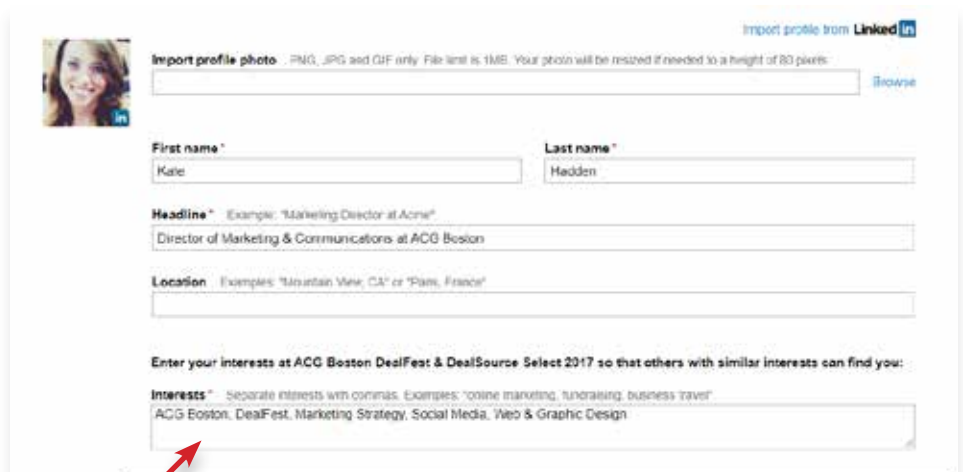 Import profile from Linked in
Import profile photo PNG, JPG and GIF only. File limit is 1MB. Your photo will be resized if needed to a height of 80 pixels
Browse
in
First name* Last name*
Kate Hadden
Headline* Example: "Marketing Director at Acme"
Director of Marketing & Communications at ACG Boston
Location Examples: "Mountain View, CA" or "Paris, France"
Enter your interests at ACG Boston DealFest & DealSource Select 2017 so that others with similar interests can find you:
Interests* Separate interests with commas. Examples: "online marketing, fundraising, business travel"
ACG Boston, DealFest, Marketing Strategy, Social Media, Web & Graphic Design